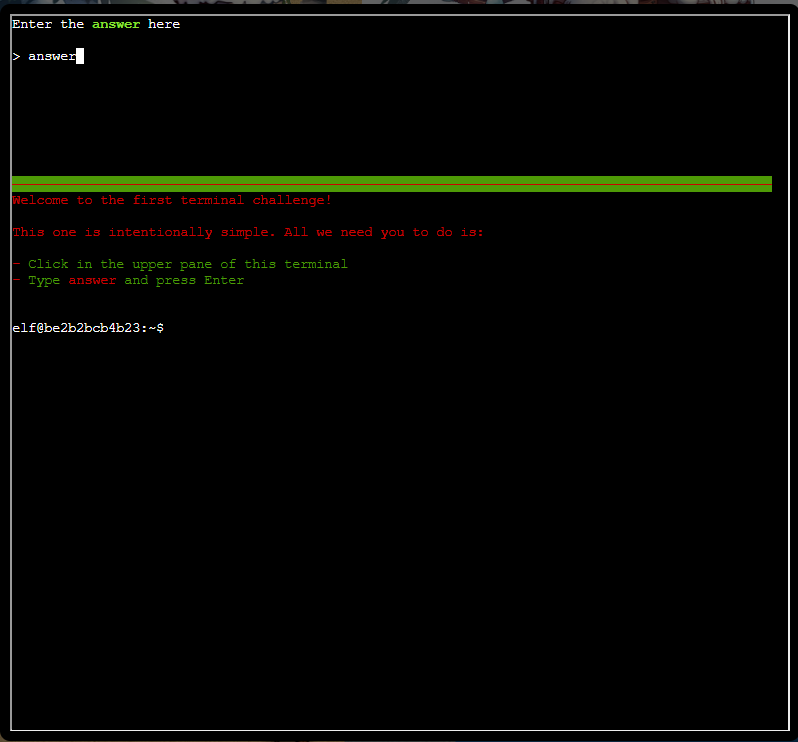 Enter the answer here
> answer
Welcome to the first terminal challenge!
This one is intentionally simple. All we need you to do is:
- Click in the upper pane of this terminal
- Type answer and press Enter
elf@be2b2bcb4b23:~$